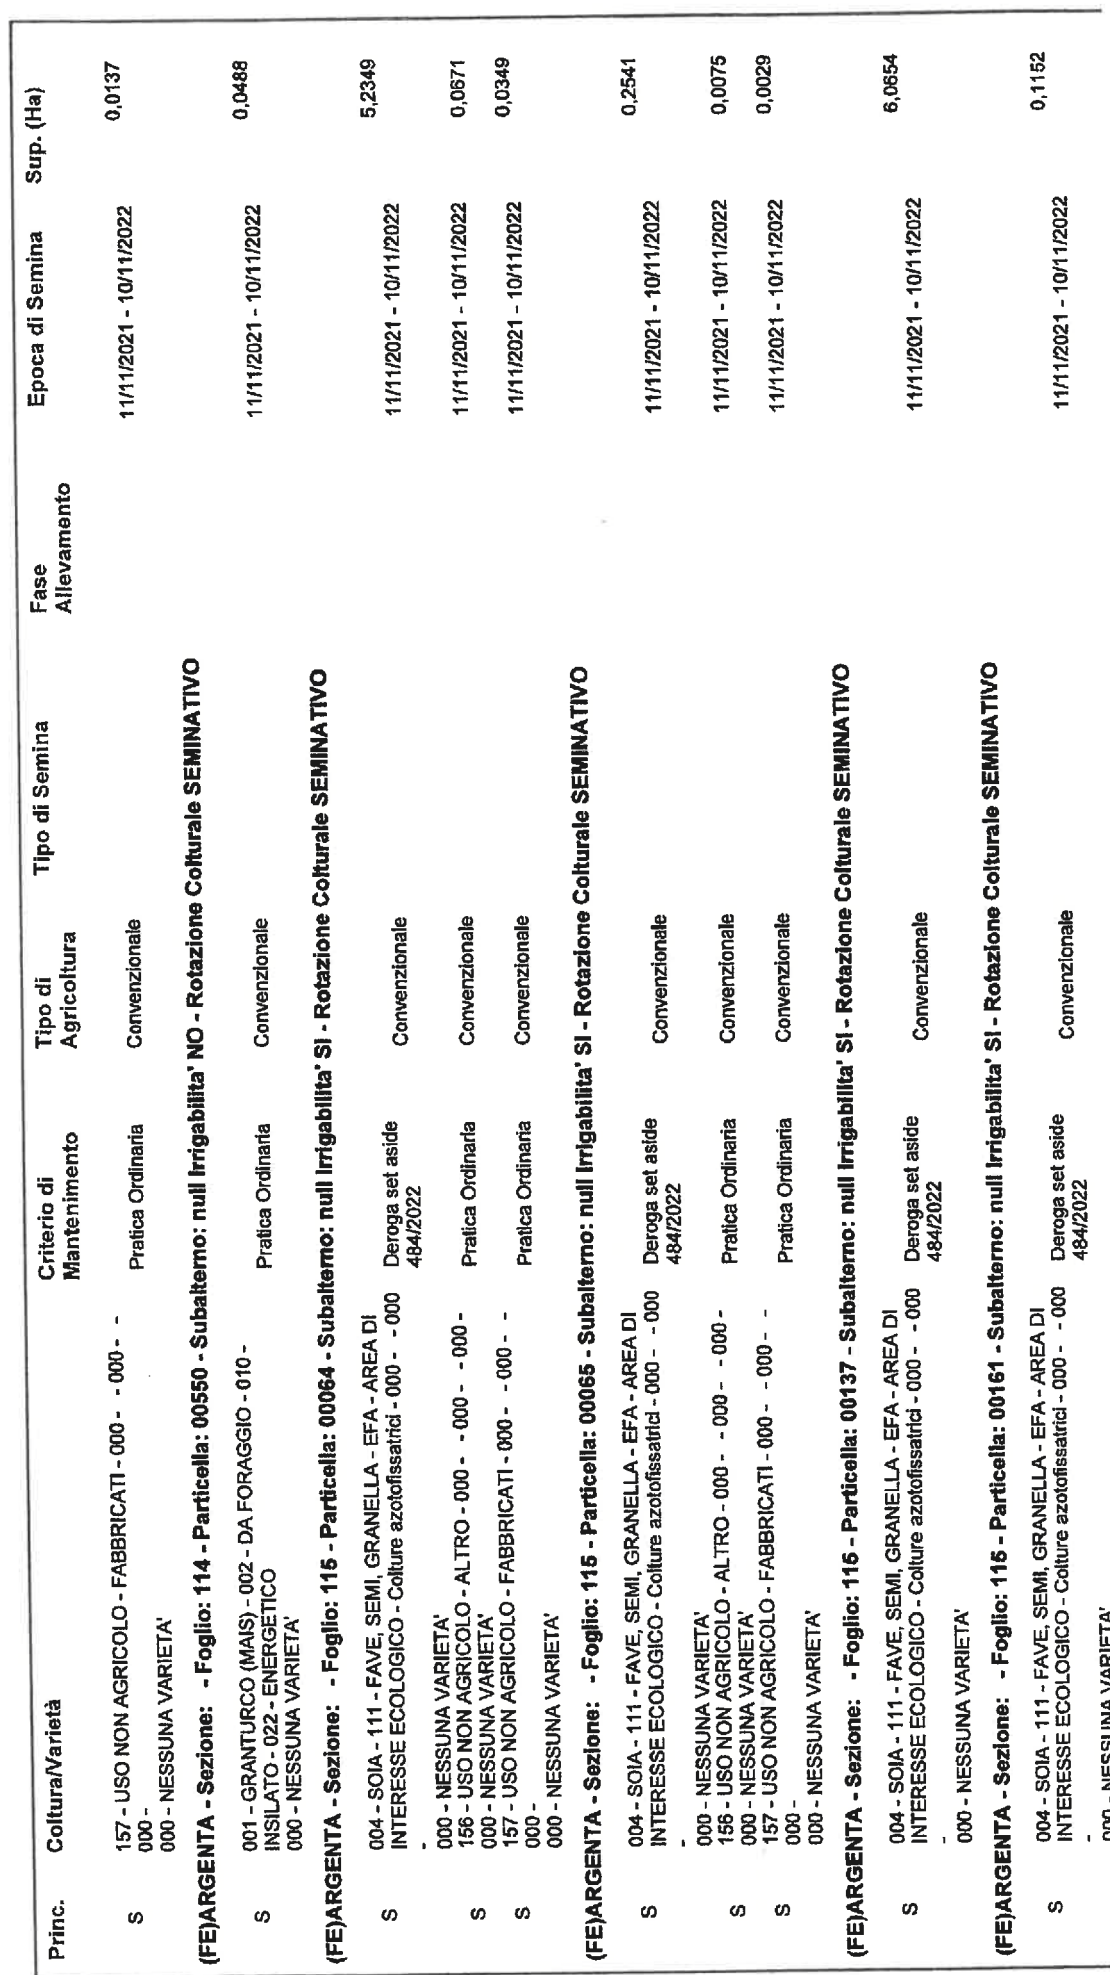 Princ. Coltura/Varietà Criterio di Mantenimento Tipo di Agricoltura Tipo di Semina Fase Allevamento Epoca di Semina Sup. (Ha)
S 157 - USO NON AGRICOLO - FABBRICATI - 000 - - 000 - - Pratica Ordinaria Convenzionale 11/11/2021 - 10/11/2022 0,0137
000 -
000 - NESSUNA VARIETA'
(FE)ARGENTA - Sezione: - Foglio: 114 - Particella: 00550 - Subalterno: null Irrigabilita' NO - Rotazione Colturale SEMINATIVO
S 001 - GRANTURCO (MAIS) - 002 - DA FORAGGIO - 010 - Pratica Ordinaria Convenzionale 11/11/2021 - 10/11/2022 0,0488
INSILATO - 022 - ENERGETICO
000 - NESSUNA VARIETA'
(FE)ARGENTA - Sezione: - Foglio: 115 - Particella: 00064 - Subalterno: null Irrigabilita' SI - Rotazione Colturale SEMINATIVO
S 004 - SOIA - 111 - FAVE, SEMI, GRANELLA - EFA - AREA DI Deroga set aside Convenzionale 11/11/2021 - 10/11/2022 5,2349
INTERESSE ECOLOGICO - Colture azotofissatrici - 000 - - 000 484/2022
-
000 - NESSUNA VARIETA'
S 156 - USO NON AGRICOLO - ALTRO - 000 - - 000 - - 000 - Pratica Ordinaria Convenzionale 11/11/2021 - 10/11/2022 0,0671
000 - NESSUNA VARIETA'
S 157 - USO NON AGRICOLO - FABBRICATI - 000 - - 000 - - Pratica Ordinaria Convenzionale 11/11/2021 - 10/11/2022 0,0349
000 -
000 - NESSUNA VARIETA'
(FE)ARGENTA - Sezione: - Foglio: 115 - Particella: 00065 - Subalterno: null Irrigabilita' SI - Rotazione Colturale SEMINATIVO
S 004 - SOIA - 111 - FAVE, SEMI, GRANELLA - EFA - AREA DI Deroga set aside Convenzionale 11/11/2021 - 10/11/2022 0,2541
INTERESSE ECOLOGICO - Colture azotofissatrici - 000 - - 000 484/2022
-
000 - NESSUNA VARIETA'
S 156 - USO NON AGRICOLO - ALTRO - 000 - - 000 - - 000 - Pratica Ordinaria Convenzionale 11/11/2021 - 10/11/2022 0,0075
000 - NESSUNA VARIETA'
S 157 - USO NON AGRICOLO - FABBRICATI - 000 - - 000 - - Pratica Ordinaria Convenzionale 11/11/2021 - 10/11/2022 0,0029
000 -
000 - NESSUNA VARIETA'
(FE)ARGENTA - Sezione: - Foglio: 115 - Particella: 00137 - Subalterno: null Irrigabilita' SI - Rotazione Colturale SEMINATIVO
S 004 - SOIA - 111 - FAVE, SEMI, GRANELLA - EFA - AREA DI Deroga set aside Convenzionale 11/11/2021 - 10/11/2022 6,0654
INTERESSE ECOLOGICO - Colture azotofissatrici - 000 - - 000 484/2022
-
000 - NESSUNA VARIETA'
(FE)ARGENTA - Sezione: - Foglio: 115 - Particella: 00161 - Subalterno: null Irrigabilita' SI - Rotazione Colturale SEMINATIVO
S 004 - SOIA - 111 - FAVE, SEMI, GRANELLA - EFA - AREA DI Deroga set aside Convenzionale 11/11/2021 - 10/11/2022 0,1152
INTERESSE ECOLOGICO - Colture azotofissatrici - 000 - - 000 484/2022
-
000 - NESSUNA VARIETA'